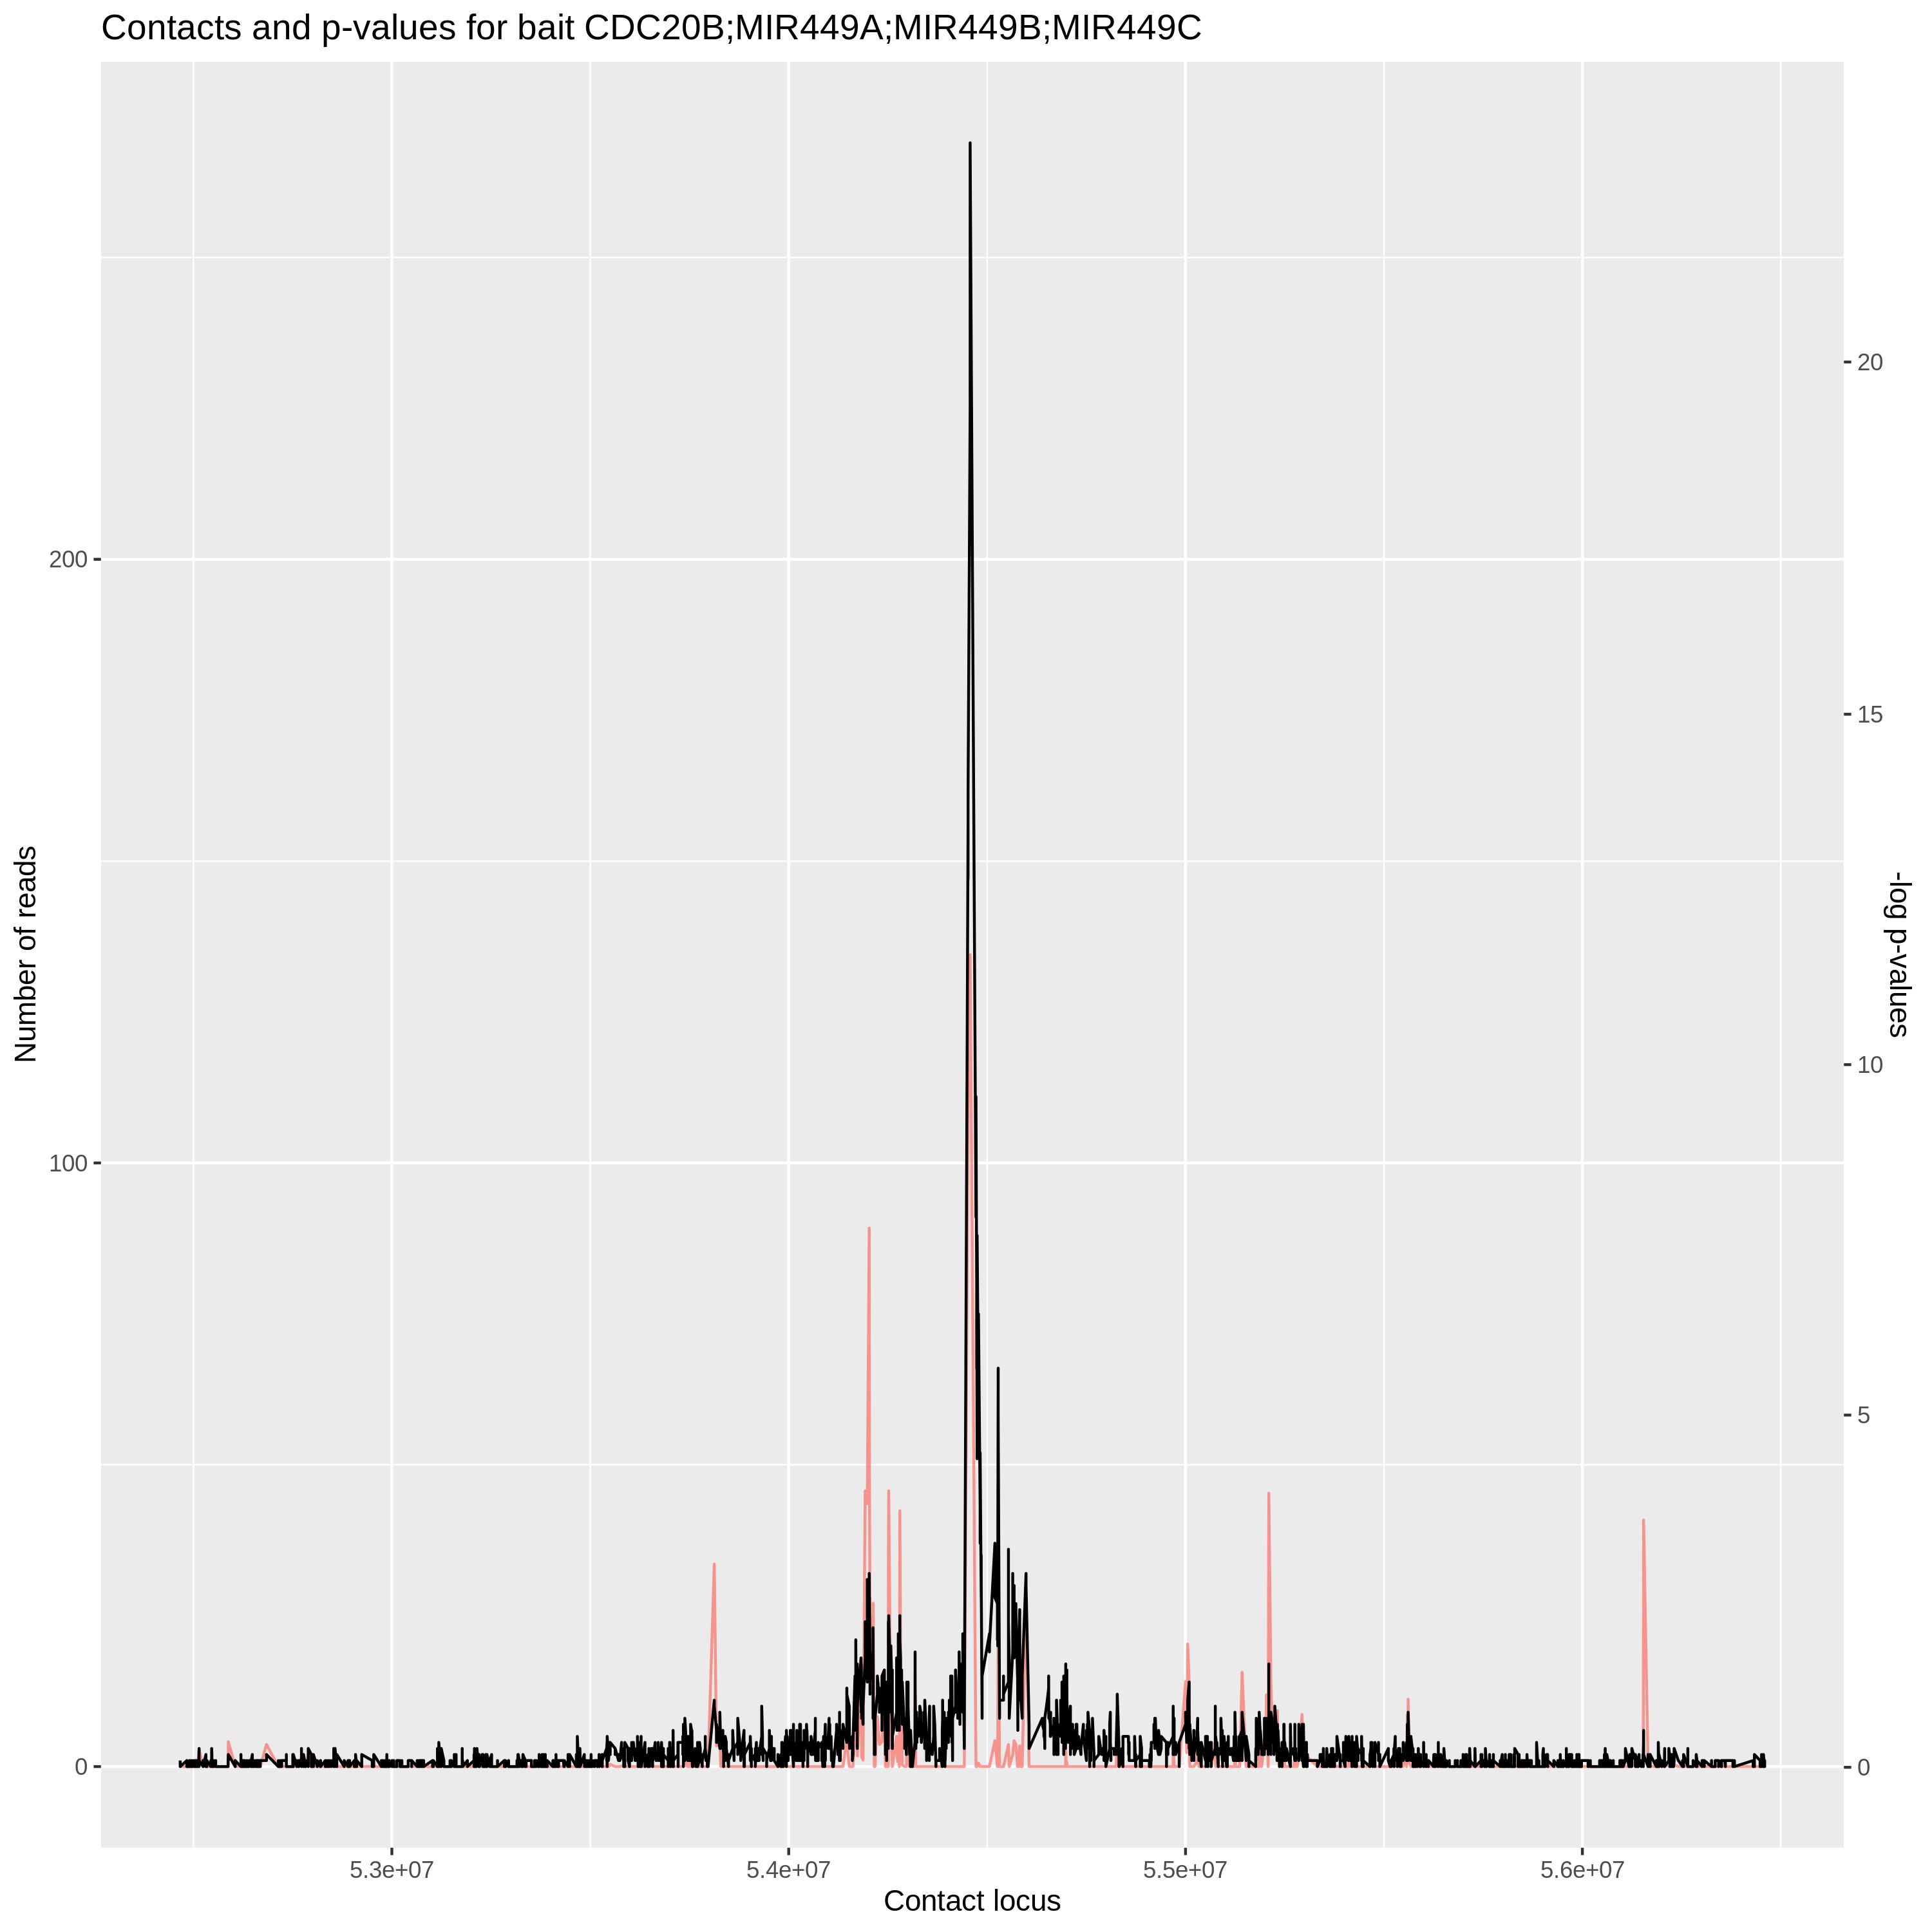 Contacts and p-values for bait CDC20B;MIR449A;MIR449B;MIR449C
Number of reads
200
100
0
20
15
10
5
0
-log p-values
5.3e+07
5.4e+07
5.5e+07
5.6e+07
Contact locus